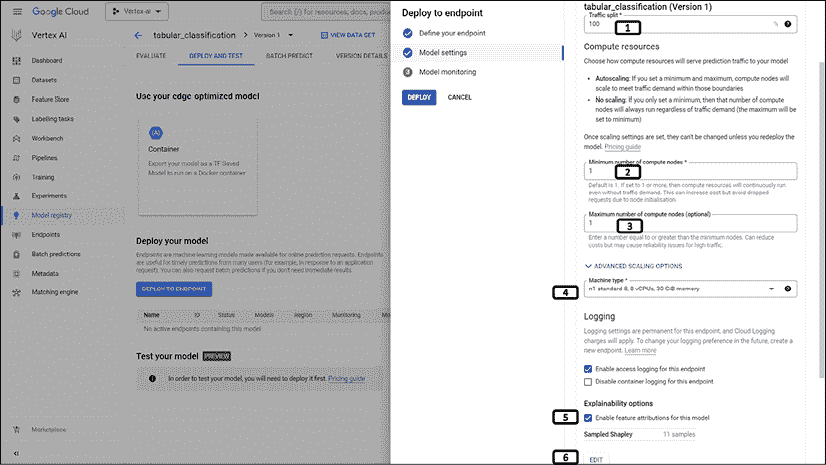 Google Cloud
Vertex-ai
Search (/) for resources, docs, products
Vertex AI
tabular_classification
Version 1
VIEW DATA SET
EVALUATE
DEPLOY AND TEST
BATCH PREDICT
VERSION DETAILS
Dashboard
Datasets
Feature Store
Labelling tasks
Workbench
Pipelines
Training
Experiments
Model registry
Endpoints
Batch predictions
Metadata
Matching engine
Marketplace
Use your edge optimized model
Container
Export your model as a TF Saved
Model to run on a Docker container
Deploy your model
Endpoints are machine learning models made available for online prediction requests. Endpoints
are useful for timely predictions from many users (for example, in response to an application
request). You can also request batch predictions if you don't need immediate results.
DEPLOY TO ENDPOINT
Name
ID
Status
Models
Region
Monitoring
No active endpoints containing this model
Test your model
PREVIEW
In order to test your model, you will need to deploy it first.
Pricing guide
Deploy to endpoint
Define your endpoint
Model settings
3
Model monitoring
DEPLOY
CANCEL
tabular_classification (Version 1)
Traffic split *
100
%
1
Compute resources
Choose how compute resources will serve prediction traffic to your model
• Autoscaling: If you set a minimum and maximum, compute nodes will
scale to meet traffic demand within those boundaries
• No scaling: If you only set a minimum, then that number of compute
nodes will always run regardless of traffic demand (the maximum will be
set to minimum)
Once scaling settings are set, they can't be changed unless you redeploy the
model. Pricing guide
Minimum number of compute nodes *
1
2
Default is 1. If set to 1 or more, then compute resources will continuously run
even without traffic demand. This can increase cost but avoid dropped
requests due to node initialisation
Maximum number of compute nodes (optional)
1
3
Enter a number equal to or greater than the minimum nodes. Can reduce
costs but may cause reliability issues for high traffic.
ADVANCED SCALING OPTIONS
Machine type *
n1 standard 8, 8 vCPUs, 30 GiB memory
4
Logging
Logging settings are permanent for this endpoint, and Cloud Logging
charges will apply. To change your logging preference in the future, create a
new endpoint. Learn more
Enable access logging for this endpoint
Disable container logging for this endpoint
Explainability options
5
Enable feature attributions for this model
Sampled Shapley
11 samples
6
EDIT